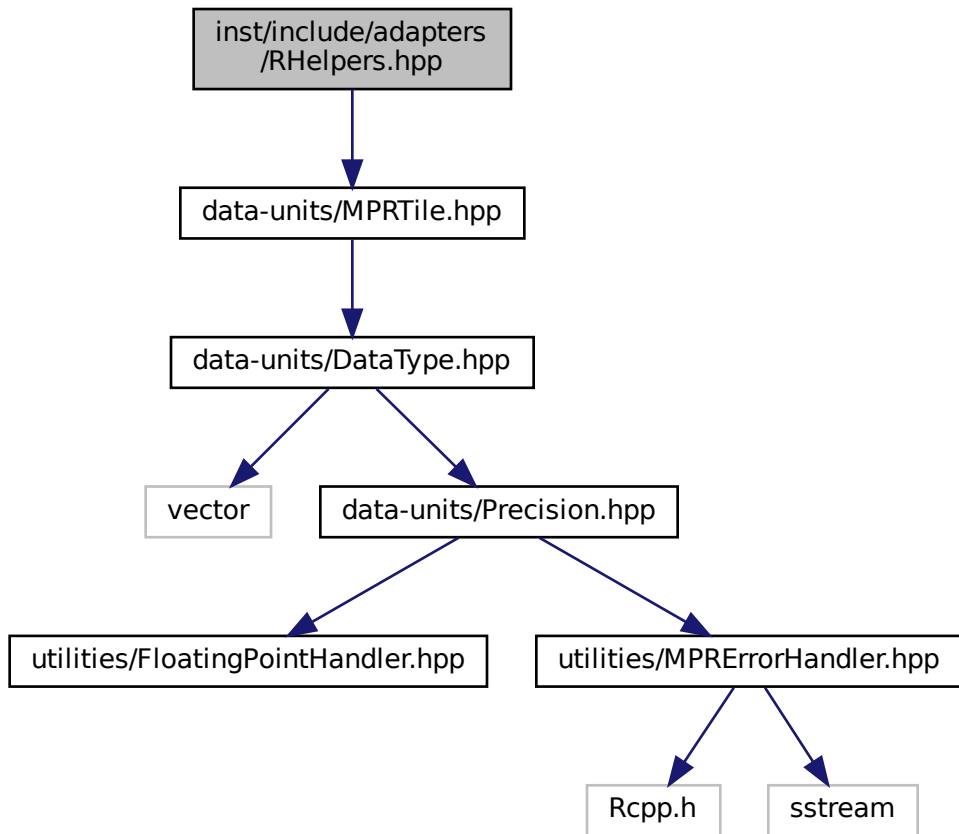 inst/include/adapters
/RHelpers.hpp
data-units/MPRTile.hpp
data-units/DataType.hpp
vector
data-units/Precision.hpp
utilities/FloatingPointHandler.hpp
utilities/MPRErrorHandler.hpp
Rcpp.h
sstream